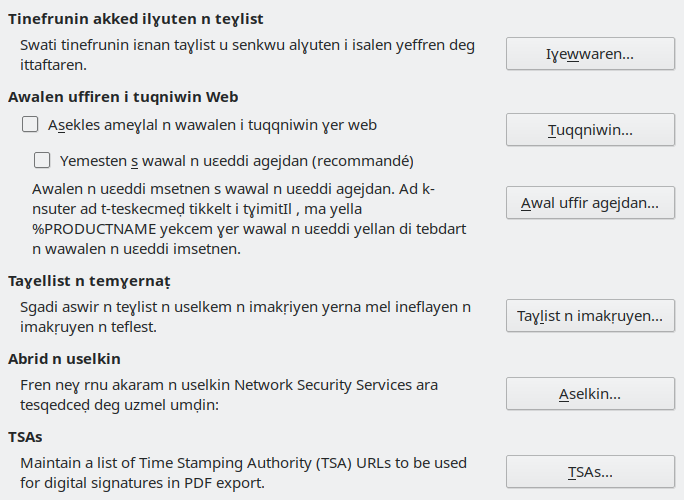 Tinefrunin akked ilɣuten n teɣlist
Swati tinefrunin iɛnan taɣlist u senkwu alɣuten i isalen yeffren deg
ittaftaren.
Iɣewwaren...
Awalen uffiren i tuqniwin Web
Asekles ameɣlal n wawalen i tuqqniwin ɣer web
Tuqqniwin...
Yemesten s wawal n uɛeddi agejdan (recommandé)
Awalen n uɛeddi msetnen s wawal n uɛeddi agejdan. Ad k-
nsuter ad t-teskecmeḍ tikkelt i tɣimitIl , ma yella
%PRODUCTNAME yekcem ɣer wawal n uɛeddi yellan di tebdart
n wawalen n uɛeddi imsetnen.
Awal uffir agejdan...
Taɣellist n temɣernaṭ
Sgadi aswir n teɣlist n uselkem n imakṛiyen yerna mel ineflayen n
imakṛuyen n teflest.
Taɣlist n imakṛuyen...
Abrid n uselkin
Fren neɣ rnu akaram n uselkin Network Security Services ara
tesqedceḍ deg uzmel umḍin:
Aselkin...
TSAs
Maintain a list of Time Stamping Authority (TSA) URLs to be used
for digital signatures in PDF export.
TSAs...